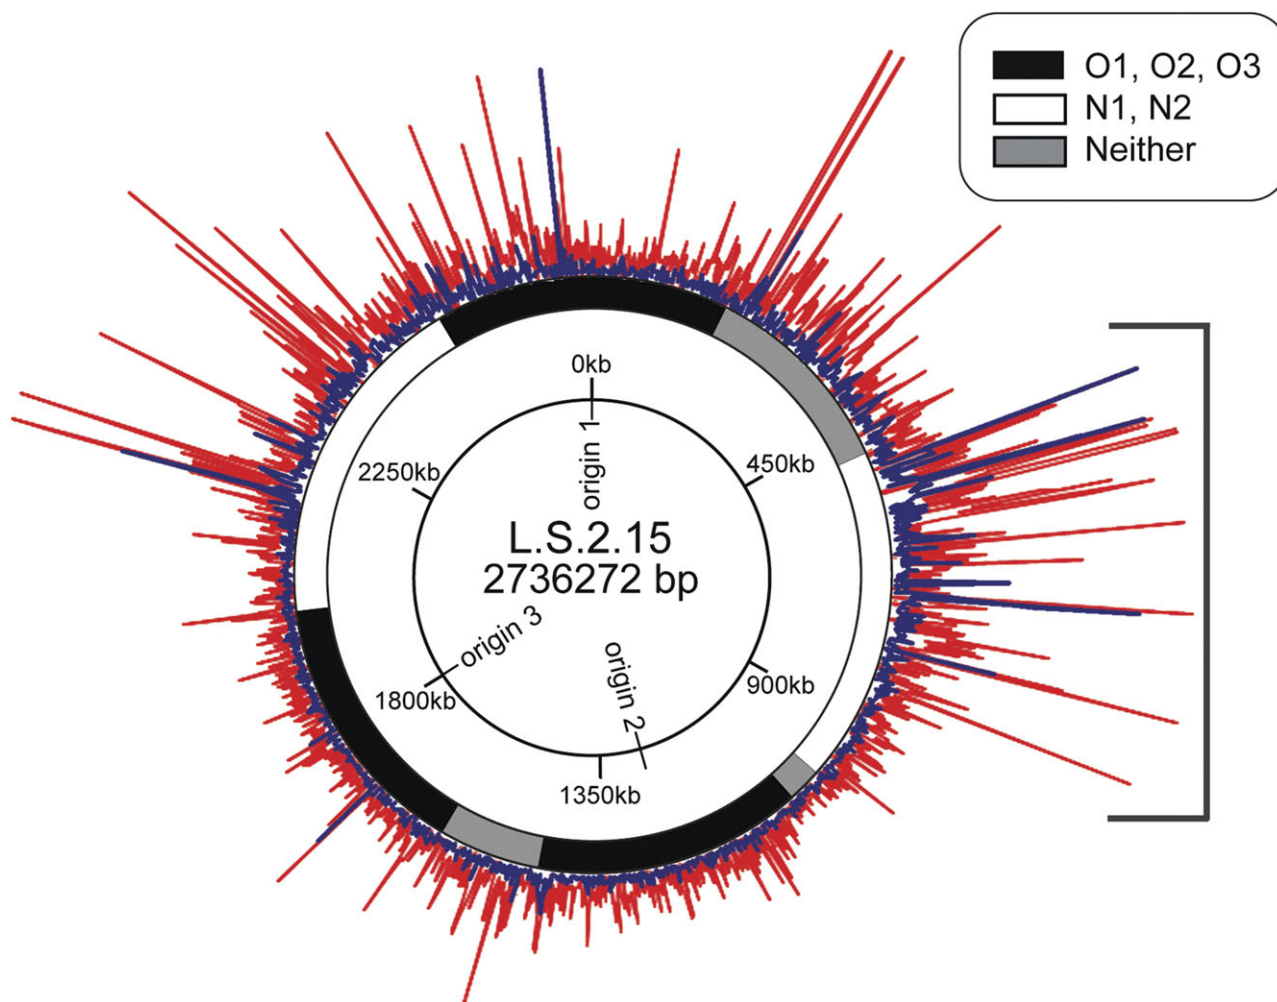 O1, O2, O3
N1, N2
Neither
0kb
origin 1
450kb
2250kb
L.S.2.15
2736272 bp
origin 3
origin 2
900kb
1800kb
1350kb